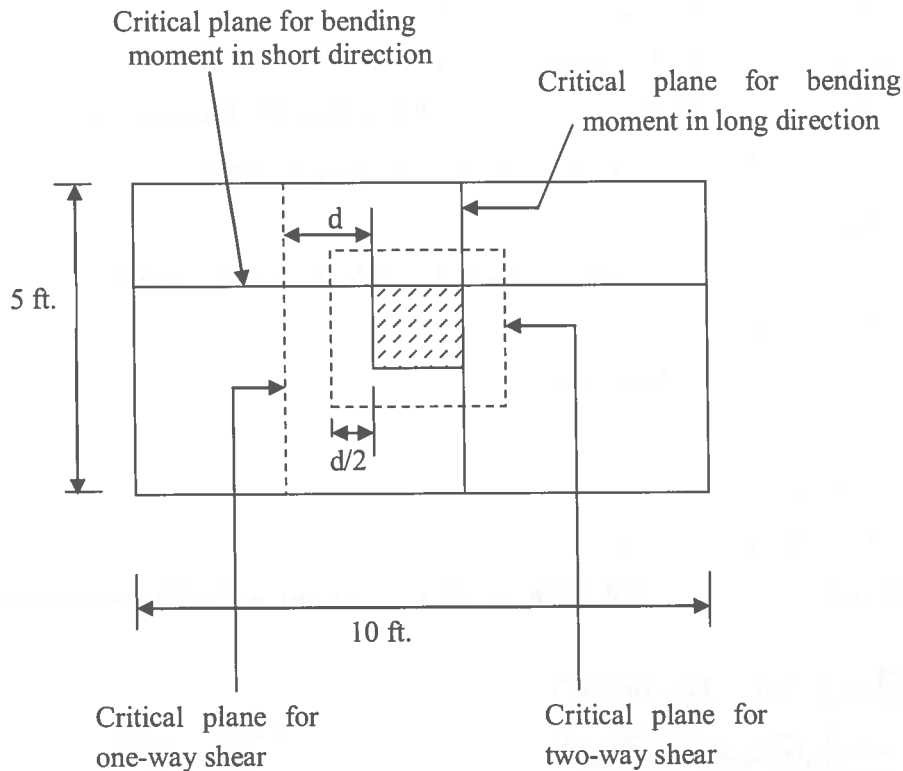 Critical plane for bending
moment in short direction
Critical plane for bending
moment in long direction
d
5 ft.
d/2
10 ft.
Critical plane for
one-way shear
Critical plane for
two-way shear